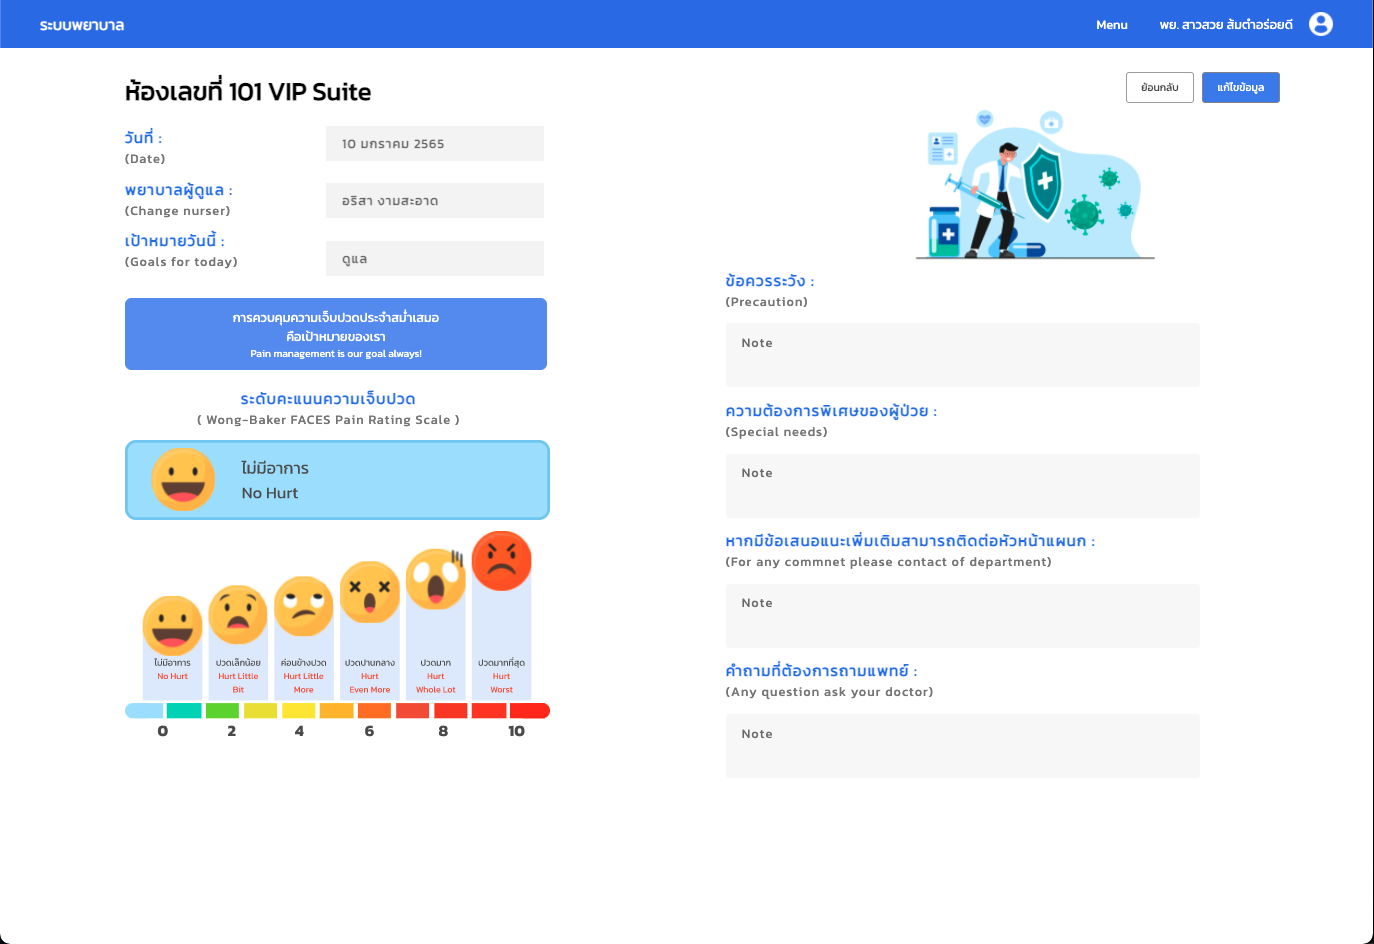 ระบบพยาบาล
Menu
พย. สาวสวย ส้มตำอร่อยดี
ห้องเลขที่ 101 VIP Suite
ย้อนกลับ
แก้ไขข้อมูล
วันที่ :
(Date)
10 มกราคม 2565
พยาบาลผู้ดูแล :
(Change nurser)
อริสา งามสะอาด
เป้าหมายวันนี้ :
(Goals for today)
ดูแล
การควบคุมความเจ็บปวดประจำสม่ำเสมอ
คือเป้าหมายของเรา
Pain management is our goal always!
ระดับคะแนนความเจ็บปวด
( Wong-Baker FACES Pain Rating Scale )
ไม่มีอาการ
No Hurt
ไม่มีอาการ
No Hurt
ปวดเล็กน้อย
Hurt Little
Bit
ค่อนข้างปวด
Hurt Little
More
ปวดปานกลาง
Hurt
Even More
ปวดมาก
Hurt
Whole Lot
ปวดมากที่สุด
Hurt
Worst
0 2 4 6 8 10
ข้อควรระวัง :
(Precaution)
Note
ความต้องการพิเศษของผู้ป่วย :
(Special needs)
Note
หากมีข้อเสนอแนะเพิ่มเติมสามารถติดต่อหัวหน้าแผนก :
(For any commnet please contact of department)
Note
คำถามที่ต้องการถามแพทย์ :
(Any question ask your doctor)
Note